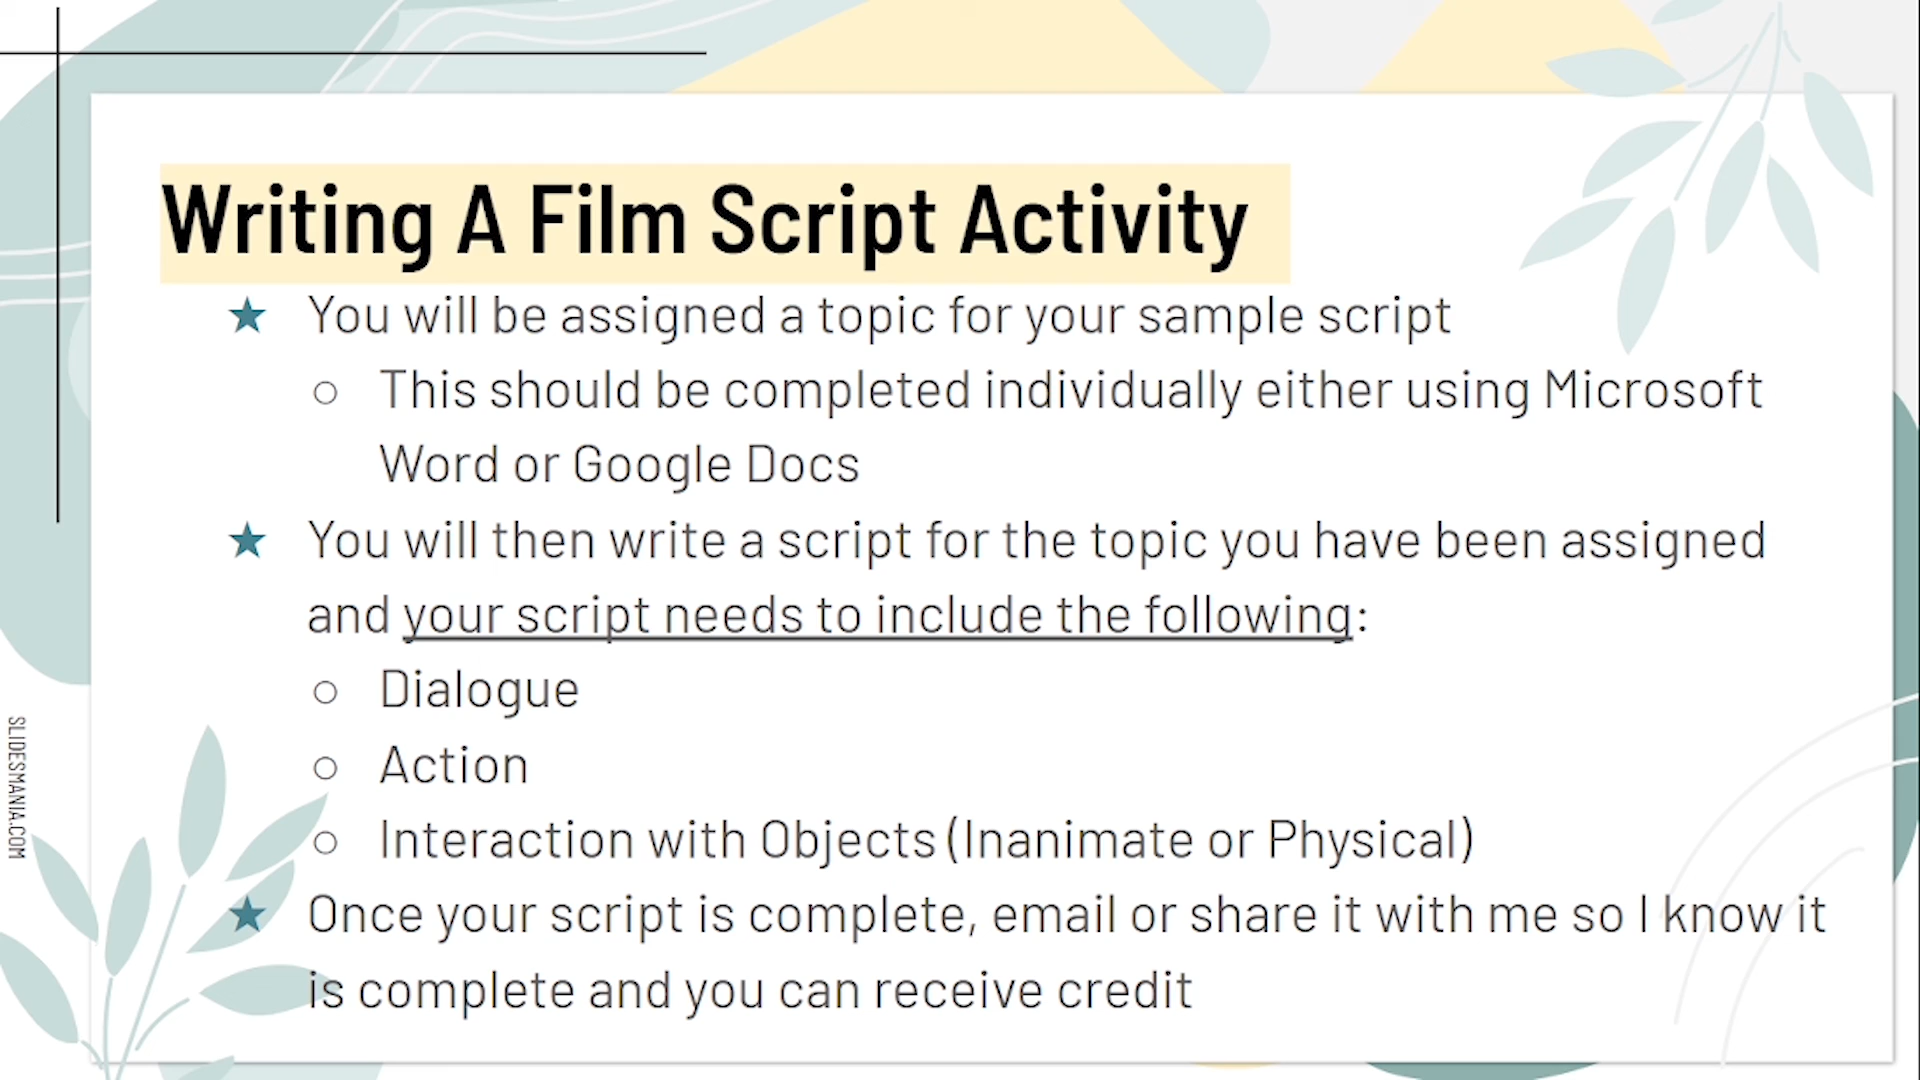 Writing A Film Script Activity
★ You will be assigned a topic for your sample script
○ This should be completed individually either using Microsoft
Word or Google Docs
★ You will then write a script for the topic you have been assigned
and your script needs to include the following:
○ Dialogue
○ Action
○ Interaction with Objects (Inanimate or Physical)
★ Once your script is complete, email or share it with me so I know it
is complete and you can receive credit
SLIDESMANIA.COM